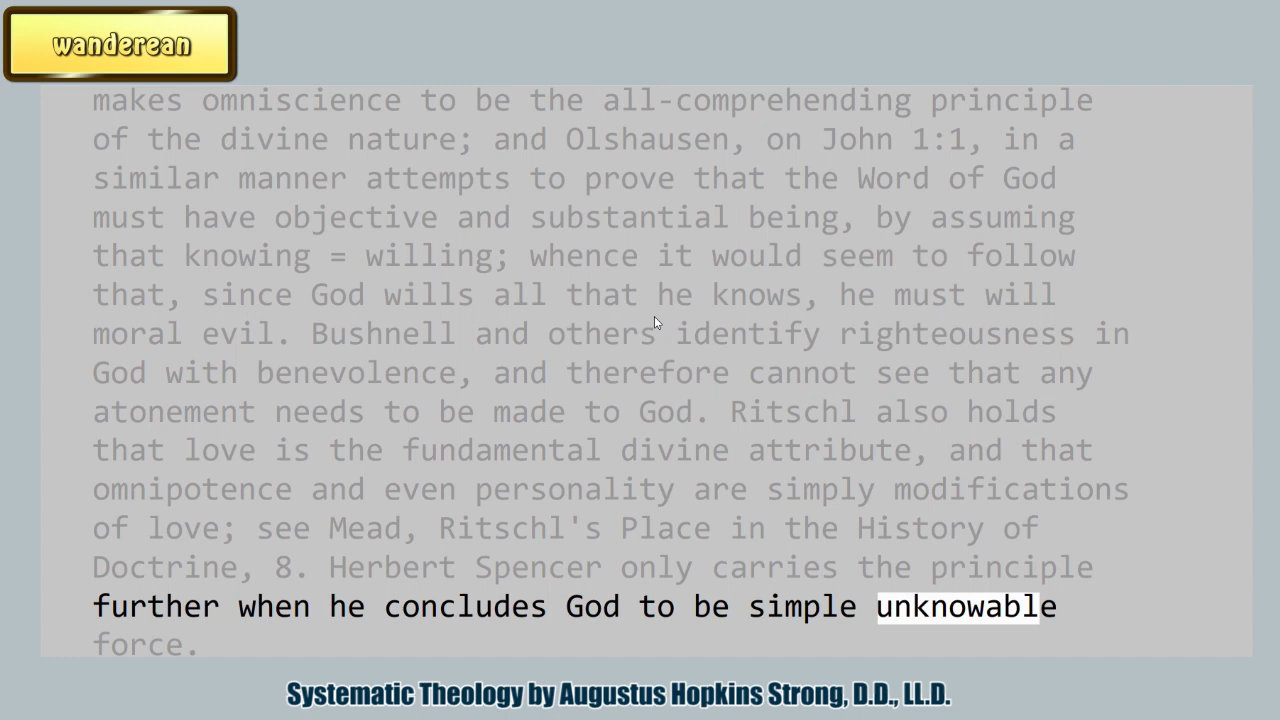 wanderean
makes omniscience to be the all-comprehending principle
of the divine nature; and Olshausen, on John 1:1, in a
similar manner attempts to prove that the Word of God
must have objective and substantial being, by assuming
that knowing = willing; whence it would seem to follow
that, since God wills all that he knows, he must will
moral evil. Bushnell and others identify righteousness in
God with benevolence, and therefore cannot see that any
atonement needs to be made to God. Ritschl also holds
that love is the fundamental divine attribute, and that
omnipotence and even personality are simply modifications
of love; see Mead, Ritschl's Place in the History of
Doctrine, 8. Herbert Spencer only carries the principle
further when he concludes God to be simple unknowable
force.
Systematic Theology by Augustus Hopkins Strong, D.D., LL.D.